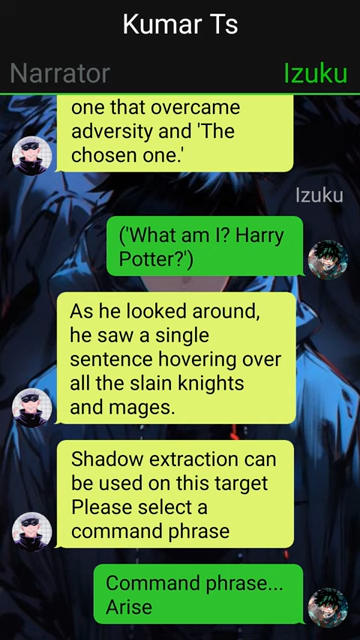 Kumar Ts
Narrator
Izuku
one that overcame
adversity and 'The
chosen one.'
Izuku
('What am I? Harry
Potter?')
As he looked around,
he saw a single
sentence hovering over
all the slain knights
and mages.
Shadow extraction can
be used on this target
Please select a
command phrase
Command phrase...
Arise